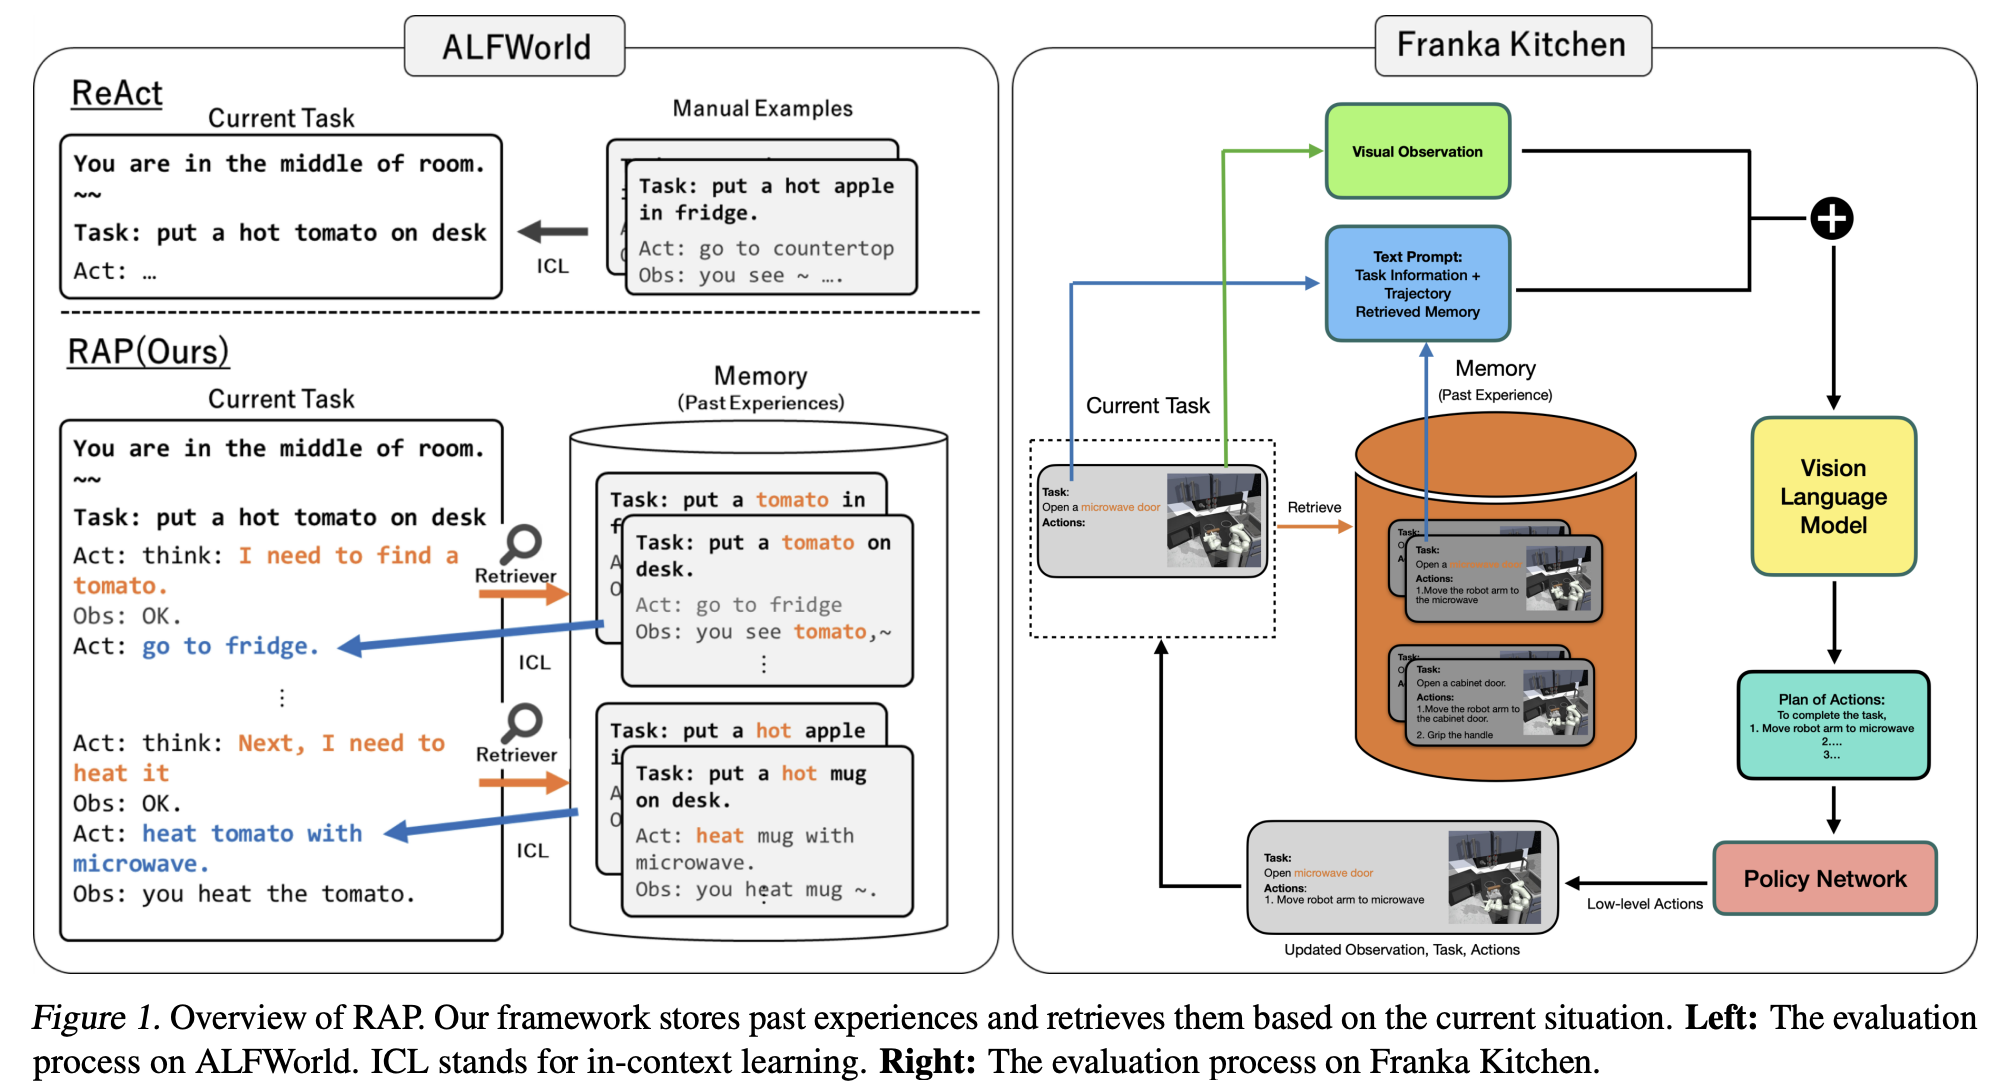 ALFWorld
ReAct
Current Task
You are in the middle of room.
~~
Task: put a hot tomato on desk
Act: …
ICL
Manual Examples
Task: put a hot apple
in fridge.
Act: go to countertop
Obs: you see ~ ….
RAP(Ours)
Current Task
You are in the middle of room.
~~
Task: put a hot tomato on desk
Act: think: I need to find a
tomato.
Obs: OK.
Act: go to fridge.
⋮
Act: think: Next, I need to
heat it
Obs: OK.
Act: heat tomato with
microwave.
Obs: you heat the tomato.
Retriever
ICL
Retriever
ICL
Memory
(Past Experiences)
Task: put a tomato in
f
A
O
Task: put a tomato on
desk.
Act: go to fridge
Obs: you see tomato,~
⋮
Task: put a hot apple
i
A
O
Task: put a hot mug
on desk.
Act: heat mug with
microwave.
Obs: you heat mug ~.
⋮
Franka Kitchen
Visual Observation
Text Prompt:
Task Information +
Trajectory
Retrieved Memory
Current Task
Task:
Open a microwave door
Actions:
Retrieve
Memory
(Past Experience)
Task:
O
A
Task:
Open a microwave door
Actions:
1.Move the robot arm to
the microwave
Task:
O
A
Task:
Open a cabinet door.
Actions:
1.Move the robot arm to
the cabinet door.
2. Grip the handle
Vision
Language
Model
Plan of Actions:
To complete the task,
1. Move robot arm to microwave
2....
3...
Policy Network
Low-level Actions
Task:
Open microwave door
Actions:
1. Move robot arm to microwave
Updated Observation, Task, Actions
Figure 1. Overview of RAP. Our framework stores past experiences and retrieves them based on the current situation. Left: The evaluation
process on ALFWorld. ICL stands for in-context learning. Right: The evaluation process on Franka Kitchen.